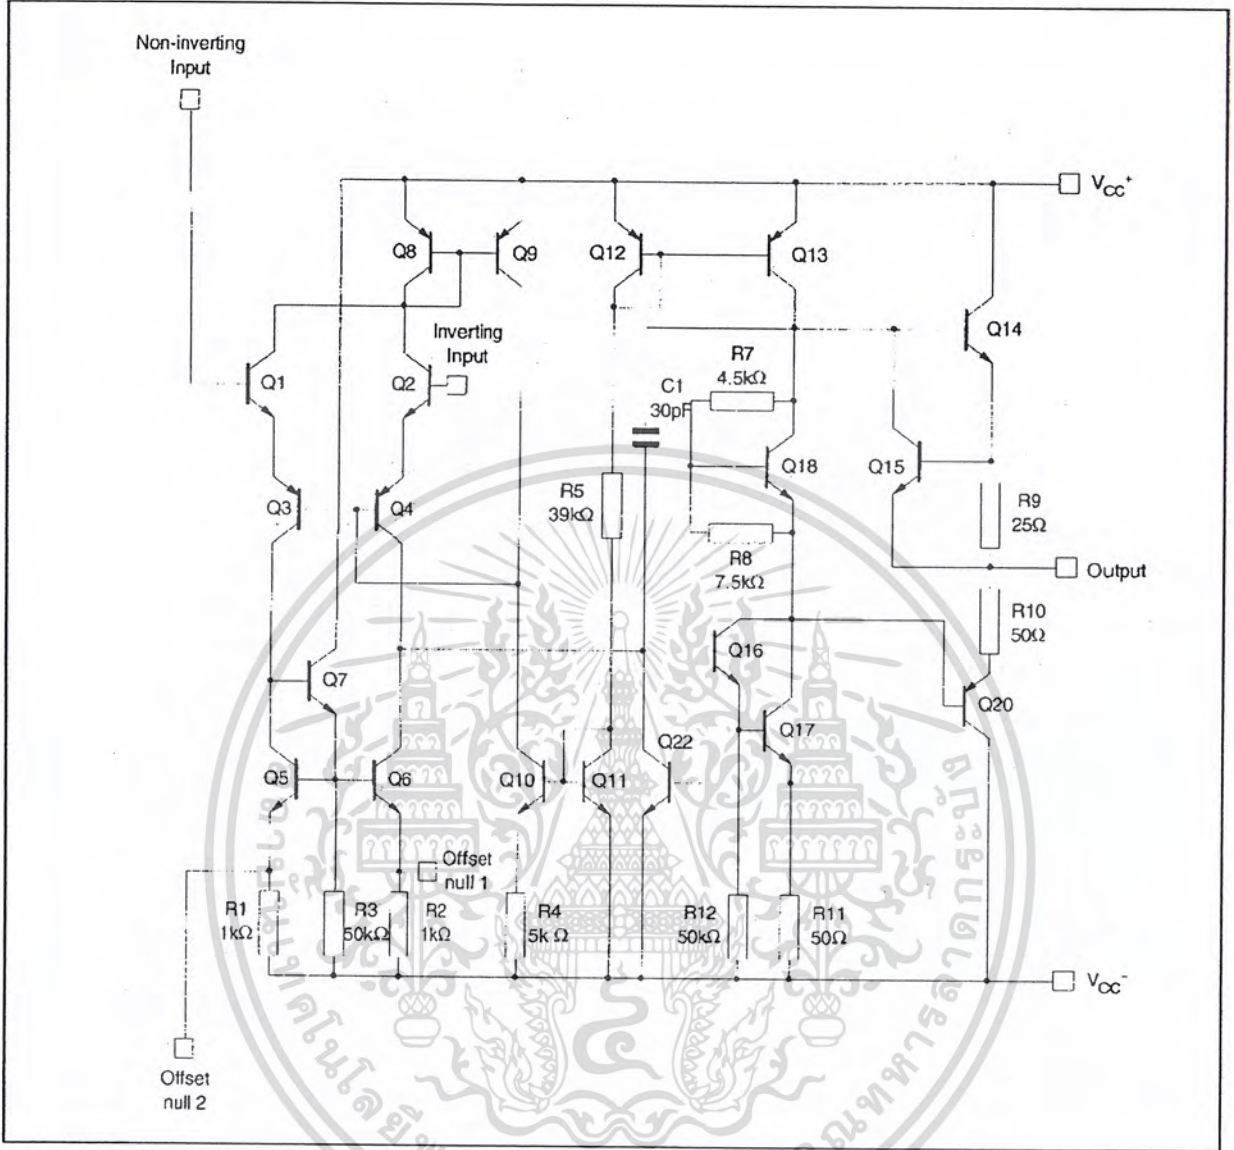 Non-inverting
Input
V_CC⁺
Q8
Q9
Q12
Q13
Inverting
Input
Q14
Q1
Q2
R7
4.5kΩ
C1
30pF
Q18
Q15
Q3
Q4
R5
39kΩ
R9
25Ω
R8
7.5kΩ
Output
R10
50Ω
Q16
Q7
Q20
Q17
Q22
Q5
Q6
Q10
Q11
Offset
null 1
R1
1kΩ
R3
50kΩ
R2
1kΩ
R4
5k Ω
R12
50kΩ
R11
50Ω
V_CC⁻
Offset
null 2